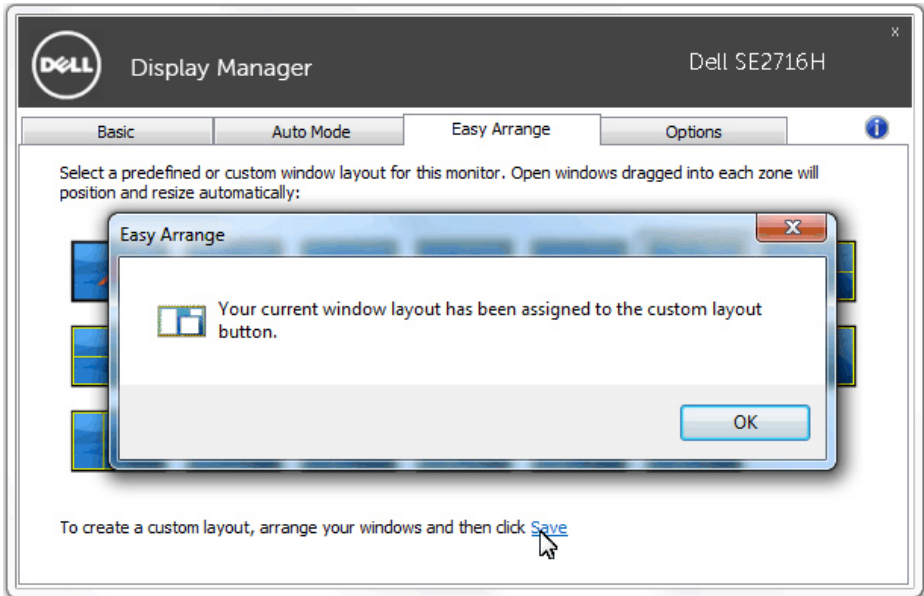 DELL
Display Manager
Dell SE2716H
x
Basic
Auto Mode
Easy Arrange
Options
i
Select a predefined or custom window layout for this monitor. Open windows dragged into each zone will
position and resize automatically:
Easy Arrange
x
Your current window layout has been assigned to the custom layout
button.
OK
To create a custom layout, arrange your windows and then click Save